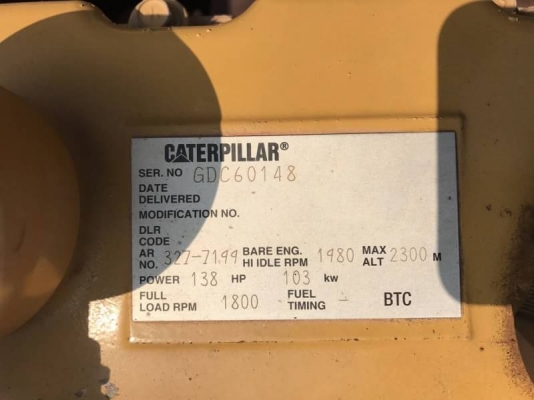 CATERPILLAR®
SER. NO GDC60148
DATE
DELIVERED
MODIFICATION NO.
DLR
CODE
AR
NO. 327-7199 BARE ENG.
HI IDLE RPM 1980 MAX
ALT 2300 M
POWER 138 HP 103 kw
FULL
LOAD RPM 1800 FUEL
TIMING - BTC